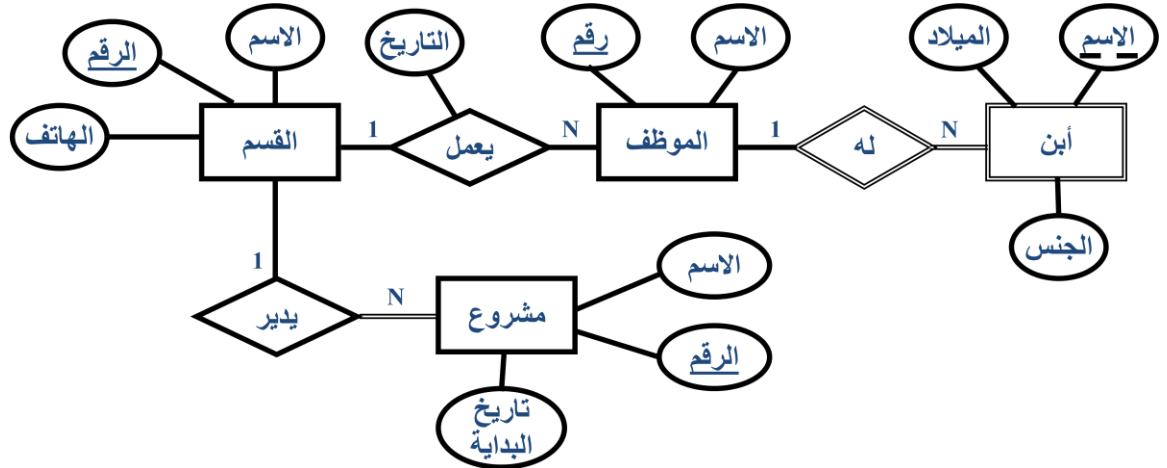 الاسم
رقم
الاسم
الميلاد
التاريخ
الاسم
الرقم
الهاتف
القسم
1
يعمل
N
الموظف
1
له
N
أبن
الجنس
1
يدير
N
مشروع
الاسم
الرقم
تاريخ
البداية